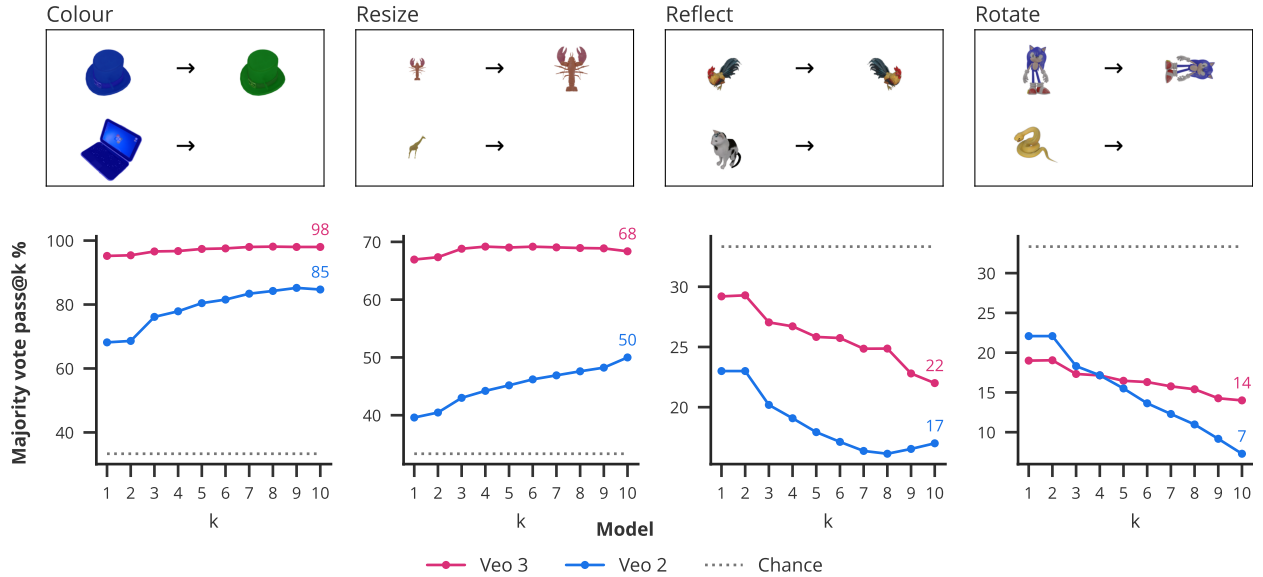 Colour Resize Reflect Rotate
→ → → →
→ → → →
Majority vote pass@k %
100
80
60
40
98
85
1 2 3 4 5 6 7 8 9 10
k
70
60
50
40
68
50
1 2 3 4 5 6 7 8 9 10
k
30
25
20
22
17
1 2 3 4 5 6 7 8 9 10
k
30
25
20
15
10
14
7
1 2 3 4 5 6 7 8 9 10
k
Model
Veo 3 Veo 2 Chance